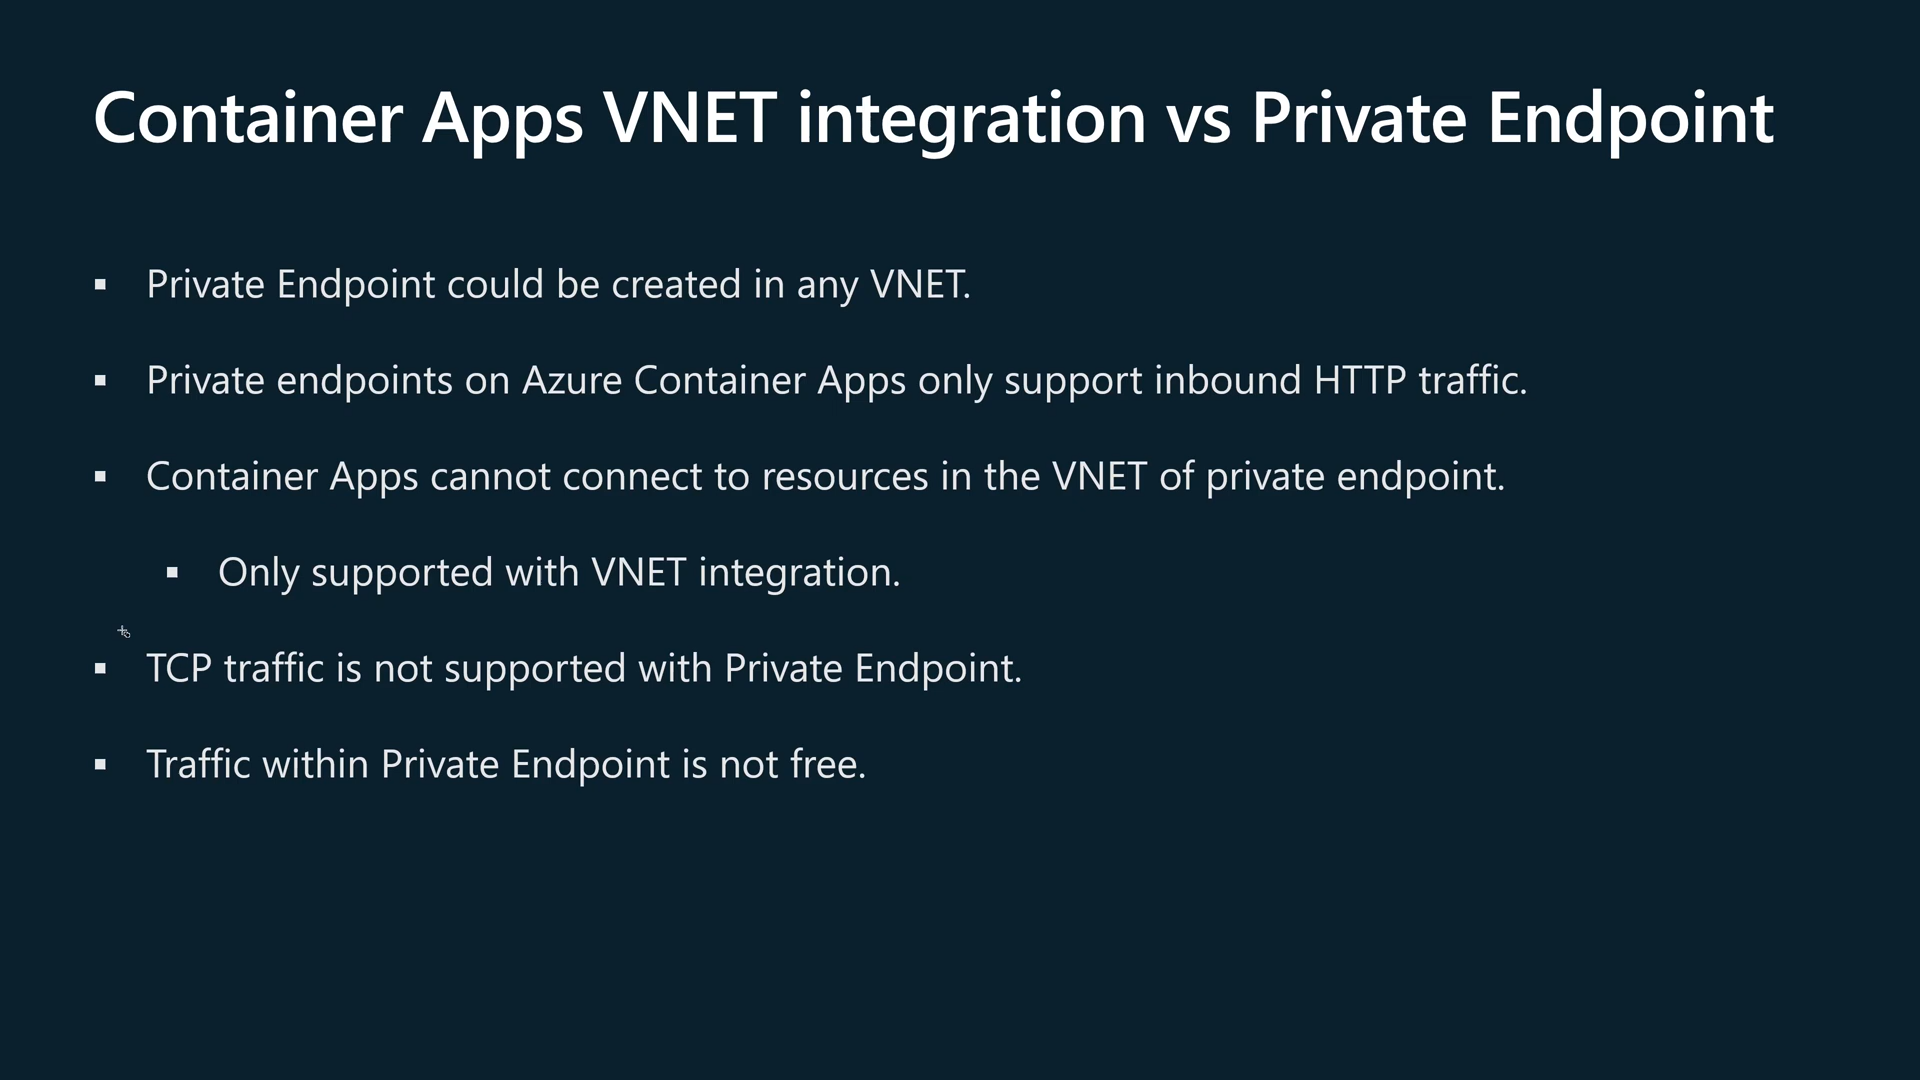 Container Apps VNET integration vs Private Endpoint
▪ Private Endpoint could be created in any VNET.
▪ Private endpoints on Azure Container Apps only support inbound HTTP traffic.
▪ Container Apps cannot connect to resources in the VNET of private endpoint.
▪ Only supported with VNET integration.
▪ TCP traffic is not supported with Private Endpoint.
▪ Traffic within Private Endpoint is not free.